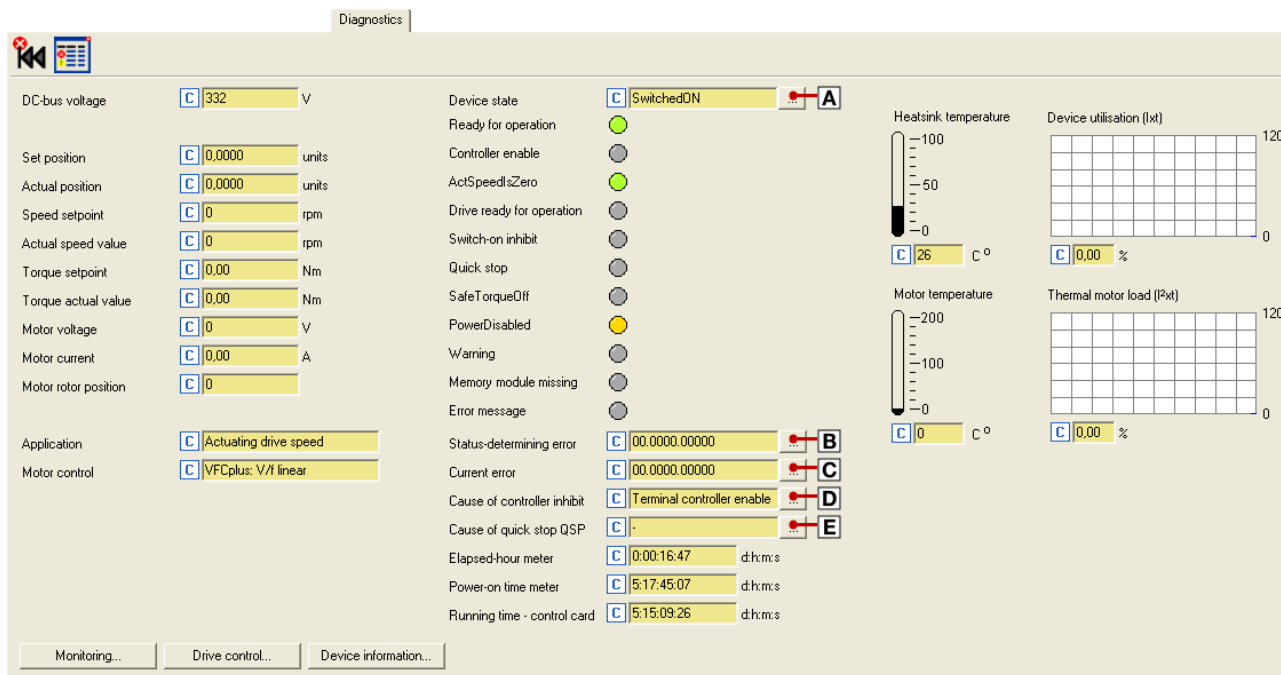 Diagnostics
DC-bus voltage C 332 V
Set position C 0,0000 units
Actual position C 0,0000 units
Speed setpoint C 0 rpm
Actual speed value C 0 rpm
Torque setpoint C 0,00 Nm
Torque actual value C 0,00 Nm
Motor voltage C 0 V
Motor current C 0,00 A
Motor rotor position C 0
Application C Actuating drive speed
Motor control C VFCplus: V/f linear
Device state C SwitchedON ... A
Ready for operation
Controller enable
ActSpeedIsZero
Drive ready for operation
Switch-on inhibit
Quick stop
SafeTorqueOff
PowerDisabled
Warning
Memory module missing
Error message
Status-determining error C 00.0000.00000 ... B
Current error C 00.0000.00000 ... C
Cause of controller inhibit C Terminal controller enable ... D
Cause of quick stop QSP C - ... E
Elapsed-hour meter C 0:00:16:47 d:h:m:s
Power-on time meter C 5:17:45:07 d:h:m:s
Running time - control card C 5:15:09:26 d:h:m:s
Heatsink temperature
100
50
0
C 26 C º
Device utilisation (Ixt)
120
0
C 0,00 %
Motor temperature
200
100
0
C 0 C º
Thermal motor load (I²xt)
120
0
C 0,00 %
Monitoring... Drive control... Device information...